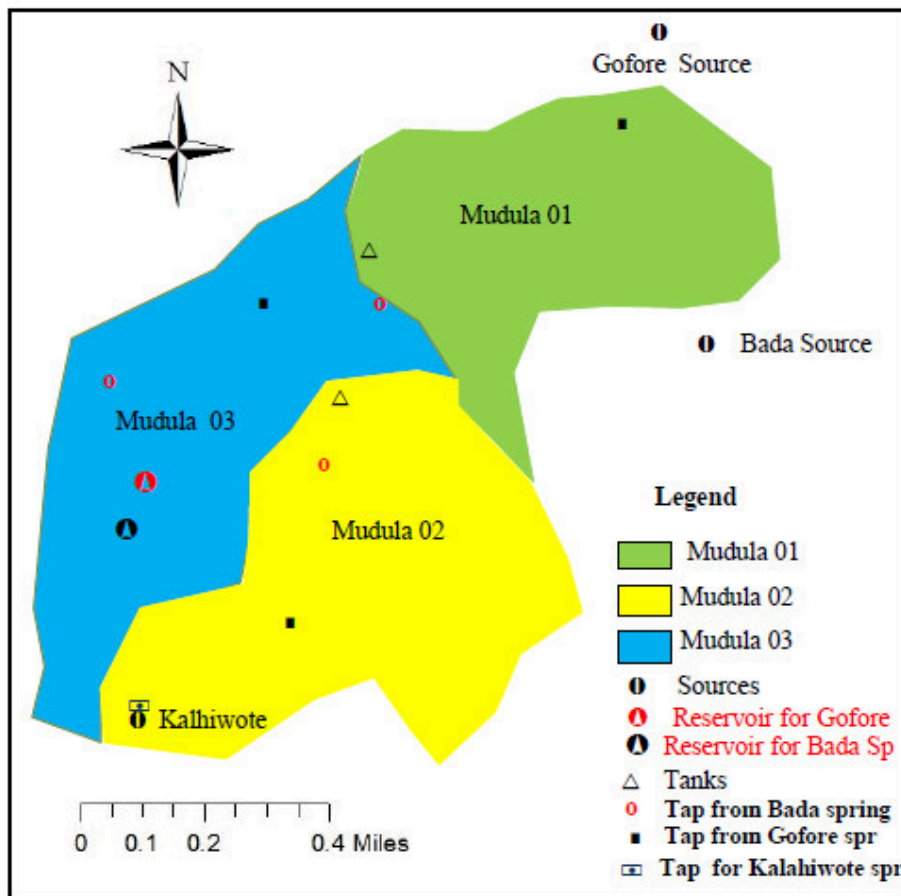 Gofore Source
N
Mudula 01
Bada Source
Mudula 03
Mudula 02
Kalhiwote
Legend
Mudula 01
Mudula 02
Mudula 03
Sources
Reservoir for Gofore
Reservoir for Bada Sp
Tanks
Tap from Bada spring
Tap from Gofore spr
Tap for Kalahiwote spr
0 0.1 0.2 0.4 Miles